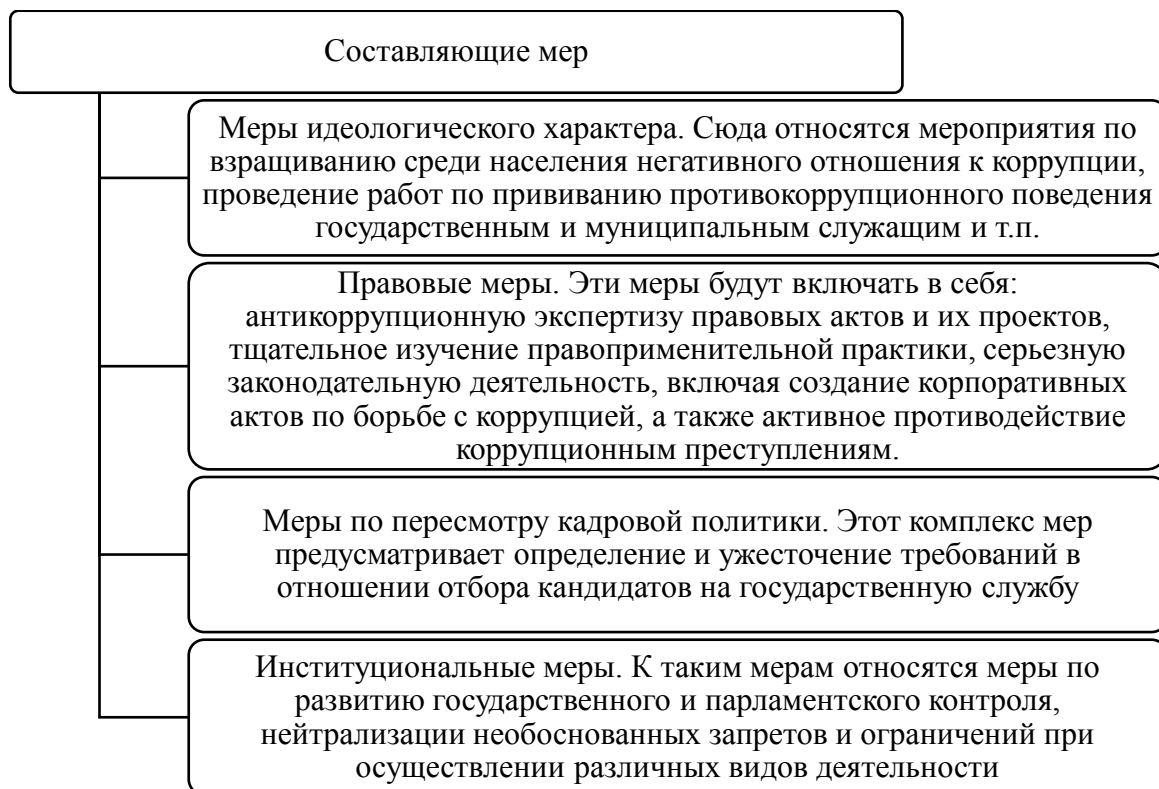 Составляющие мер
Меры идеологического характера. Сюда относятся мероприятия по
взращиванию среди населения негативного отношения к коррупции,
проведение работ по прививанию противокоррупционного поведения
государственным и муниципальным служащим и т.п.
Правовые меры. Эти меры будут включать в себя:
антикоррупционную экспертизу правовых актов и их проектов,
тщательное изучение правоприменительной практики, серьезную
законодательную деятельность, включая создание корпоративных
актов по борьбе с коррупцией, а также активное противодействие
коррупционным преступлениям.
Меры по пересмотру кадровой политики. Этот комплекс мер
предусматривает определение и ужесточение требований в
отношении отбора кандидатов на государственную службу
Институциональные меры. К таким мерам относятся меры по
развитию государственного и парламентского контроля,
нейтрализации необоснованных запретов и ограничений при
осуществлении различных видов деятельности